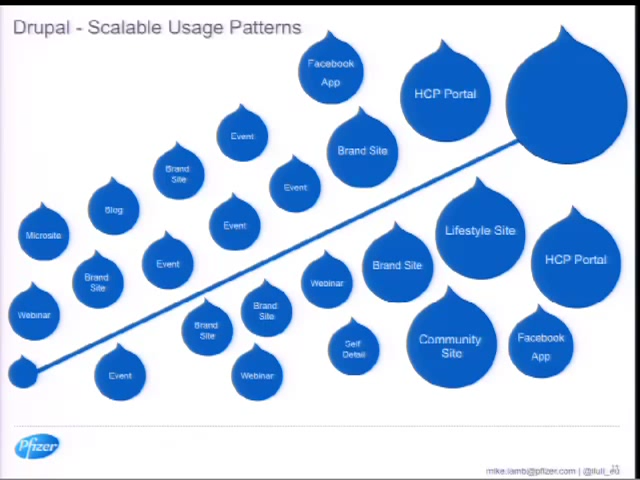 Drupal - Scalable Usage Patterns
Facebook
App
HCP Portal
Event
Brand Site
Brand
Site
Event
Blog
Event
Microsite
Lifestyle Site
Brand
Site
Event
Brand Site
HCP Portal
Webinar
Webinar
Brand
Site
Brand
Site
Self
Detail
Community
Site
Facebook
App
Event
Webinar
Pfizer
mike.lamb@pfizer.com |